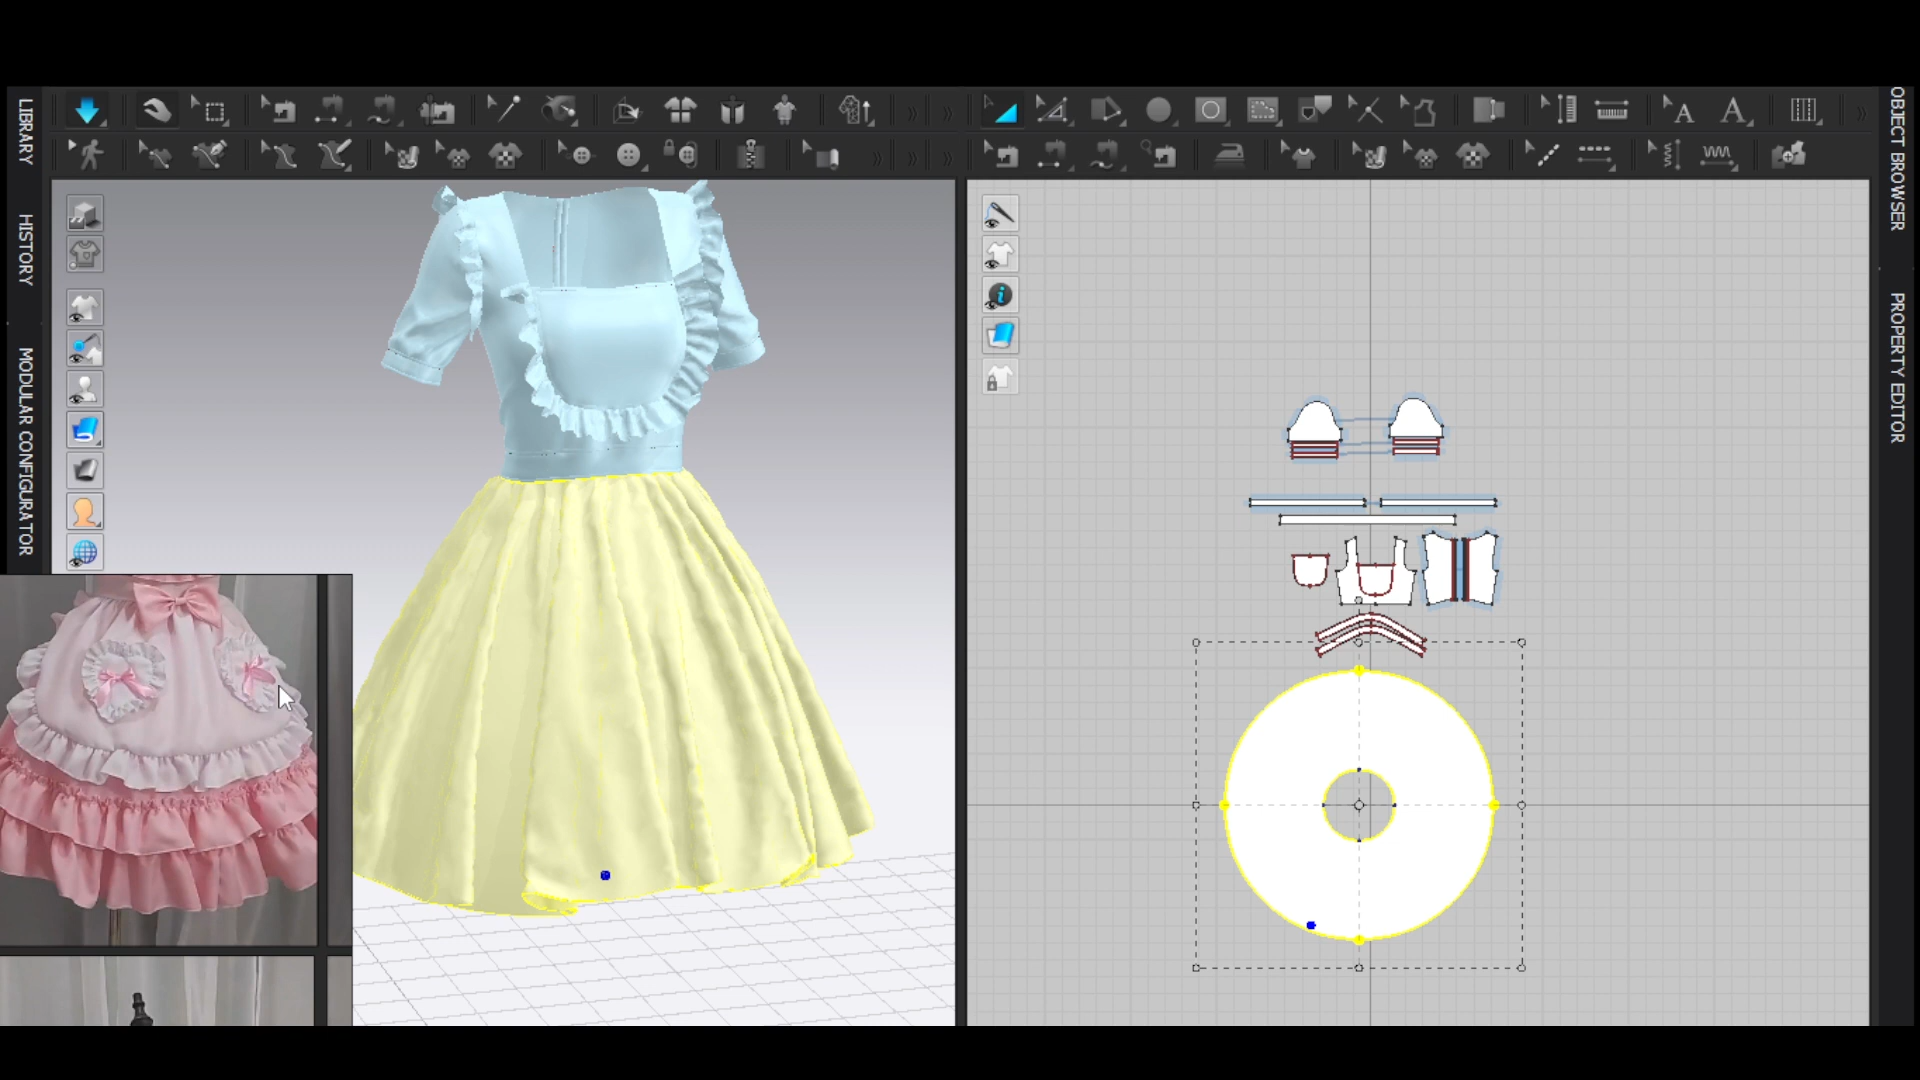 LIBRARY
HISTORY
MODULAR CONFIGURATOR
OBJECT BROWSER
PROPERTY EDITOR